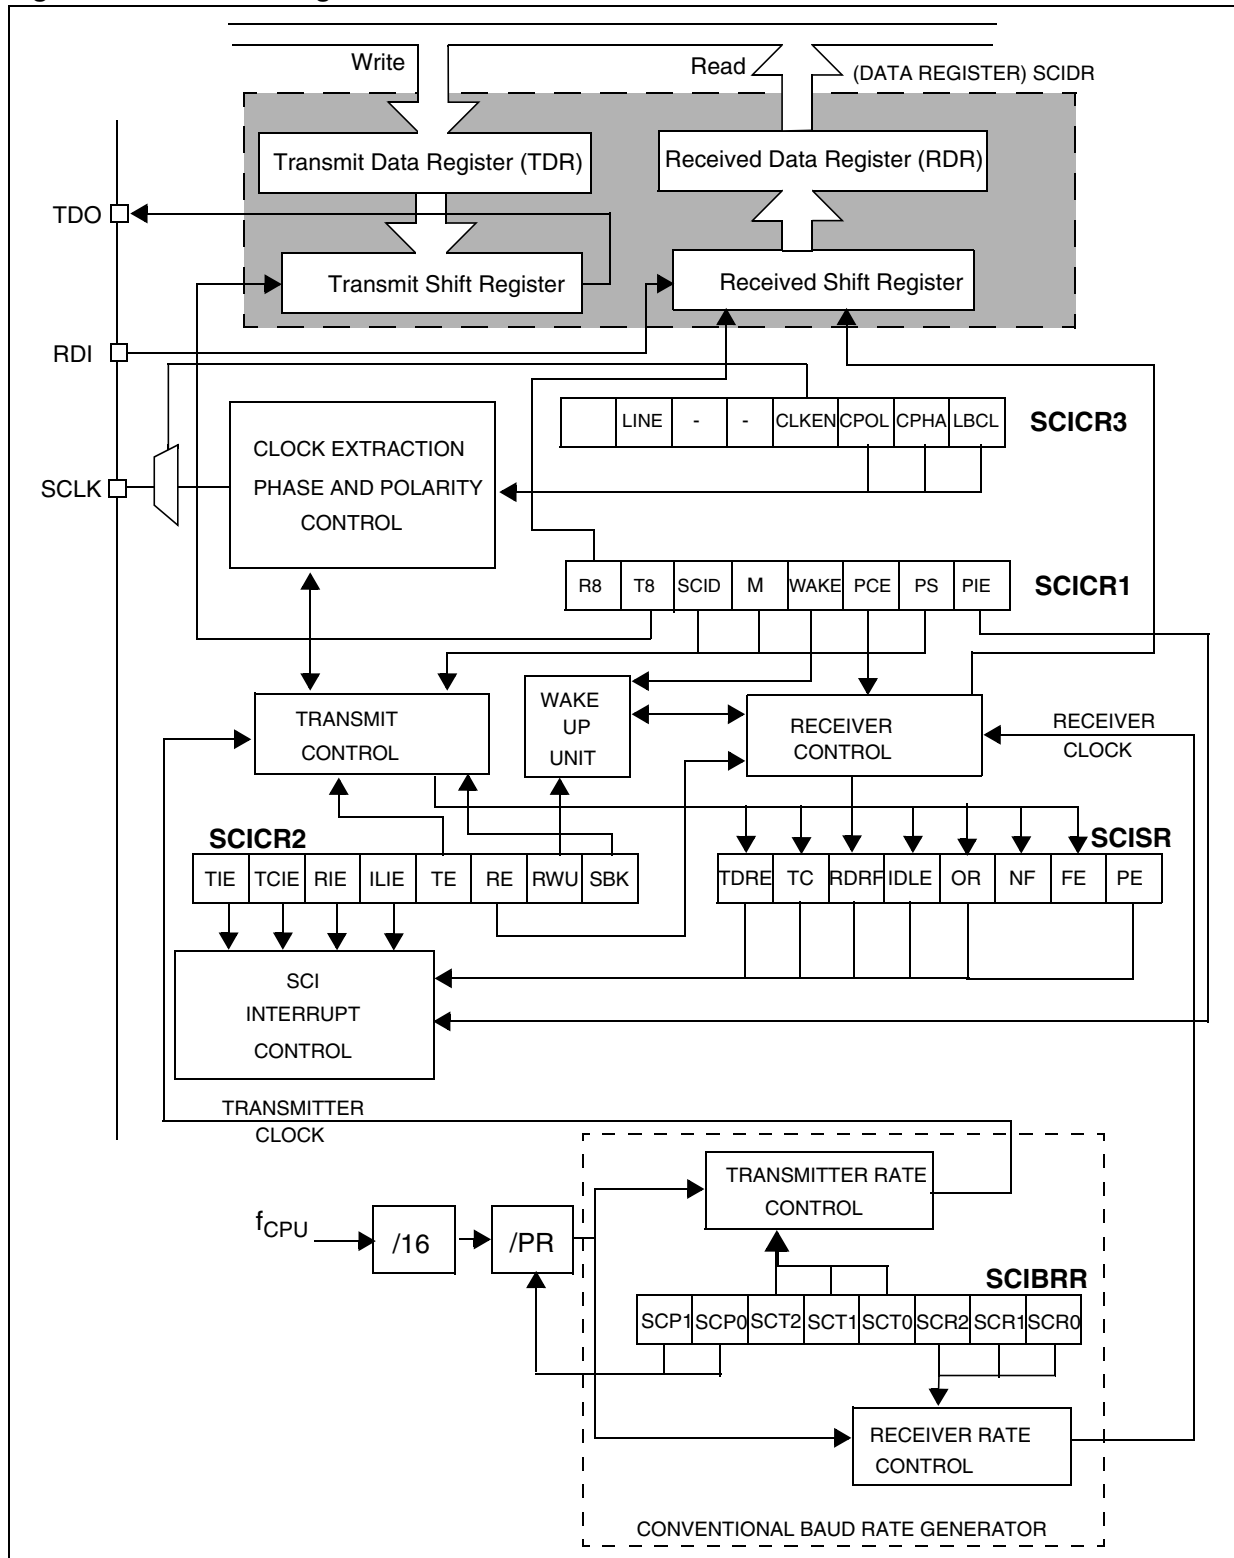 Write
Read
(DATA REGISTER) SCIDR
Transmit Data Register (TDR)
Received Data Register (RDR)
TDO
Transmit Shift Register
Received Shift Register
RDI
LINE - - CLKEN CPOL CPHA LBCL
SCICR3
CLOCK EXTRACTION
PHASE AND POLARITY
CONTROL
SCLK
R8 T8 SCID M WAKE PCE PS PIE
SCICR1
TRANSMIT
CONTROL
WAKE
UP
UNIT
RECEIVER
CONTROL
RECEIVER
CLOCK
SCICR2
TIE TCIE RIE ILIE TE RE RWU SBK
SCISR
TDRE TC RDRF IDLE OR NF FE PE
SCI
INTERRUPT
CONTROL
TRANSMITTER
CLOCK
TRANSMITTER RATE
CONTROL
fCPU
/16
/PR
SCIBRR
SCP1 SCP0 SCT2 SCT1 SCT0 SCR2 SCR1 SCR0
RECEIVER RATE
CONTROL
CONVENTIONAL BAUD RATE GENERATOR